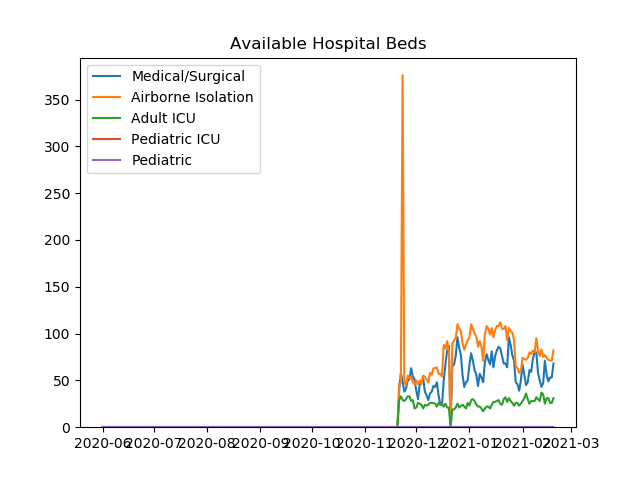 Available Hospital Beds
Medical/Surgical
Airborne Isolation
Adult ICU
Pediatric ICU
Pediatric
350
300
250
200
150
100
50
0
2020-06 2020-07 2020-08 2020-09 2020-10 2020-11 2020-12 2021-01 2021-02 2021-03